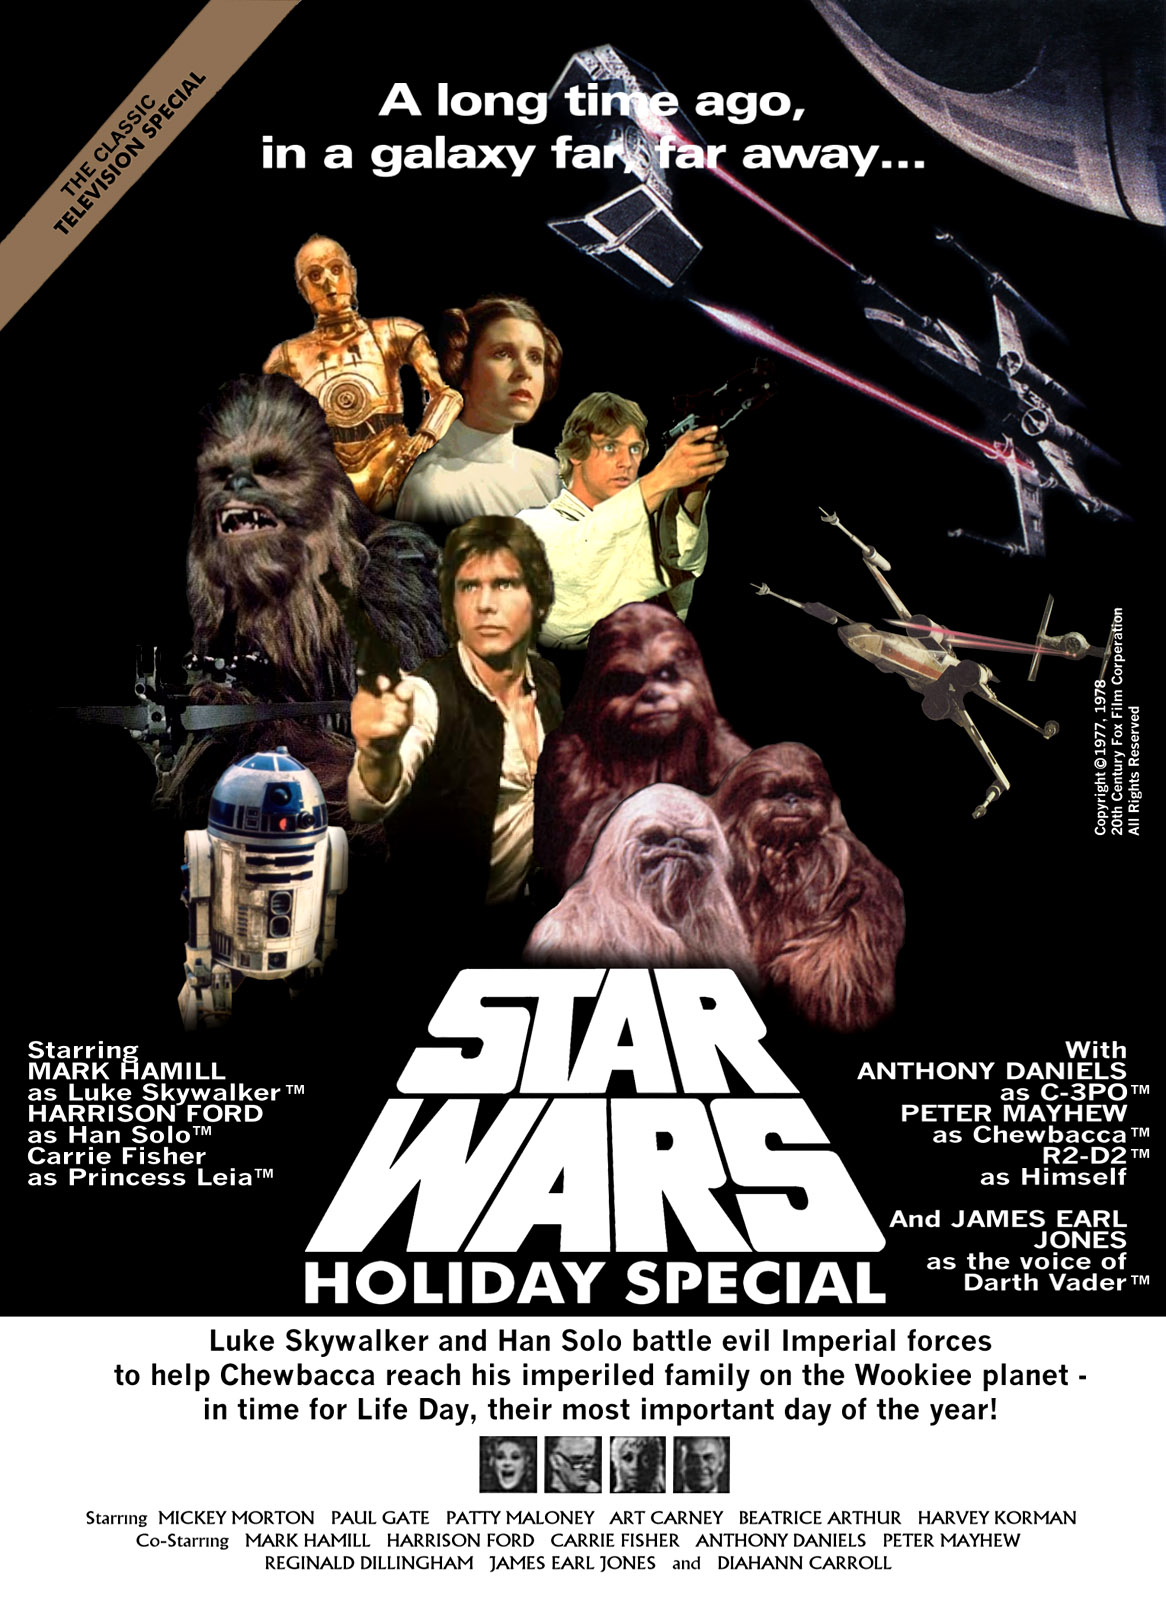 THE CLASSIC
TELEVISION SPECIAL
A long time ago,
in a galaxy far, far away...
Copyright ©1977, 1978
20th Century Fox Film Corperation
All Rights Reserved
Starring
MARK HAMILL
as Luke Skywalker™
HARRISON FORD
as Han Solo™
Carrie Fisher
as Princess Leia™
With
ANTHONY DANIELS
as C-3PO™
PETER MAYHEW
as Chewbacca™
R2-D2™
as Himself
And JAMES EARL
JONES
as the voice of
Darth Vader™
STAR
WARS
HOLIDAY SPECIAL
Luke Skywalker and Han Solo battle evil Imperial forces
to help Chewbacca reach his imperiled family on the Wookiee planet -
in time for Life Day, their most important day of the year!
Starring MICKEY MORTON PAUL GATE PATTY MALONEY ART CARNEY BEATRICE ARTHUR HARVEY KORMAN
Co-Starring MARK HAMILL HARRISON FORD CARRIE FISHER ANTHONY DANIELS PETER MAYHEW
REGINALD DILLINGHAM JAMES EARL JONES and DIAHANN CARROLL